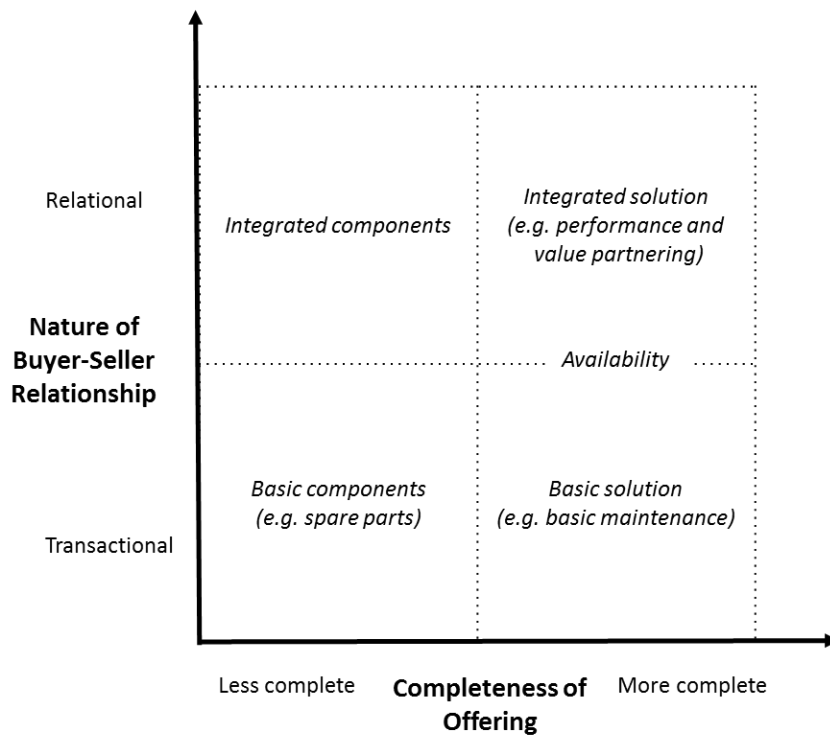 Relational
Integrated components
Integrated solution
(e.g. performance and
value partnering)
Nature of
Buyer-Seller
Relationship
Availability
Basic components
(e.g. spare parts)
Basic solution
(e.g. basic maintenance)
Transactional
Less complete
Completeness of
Offering
More complete